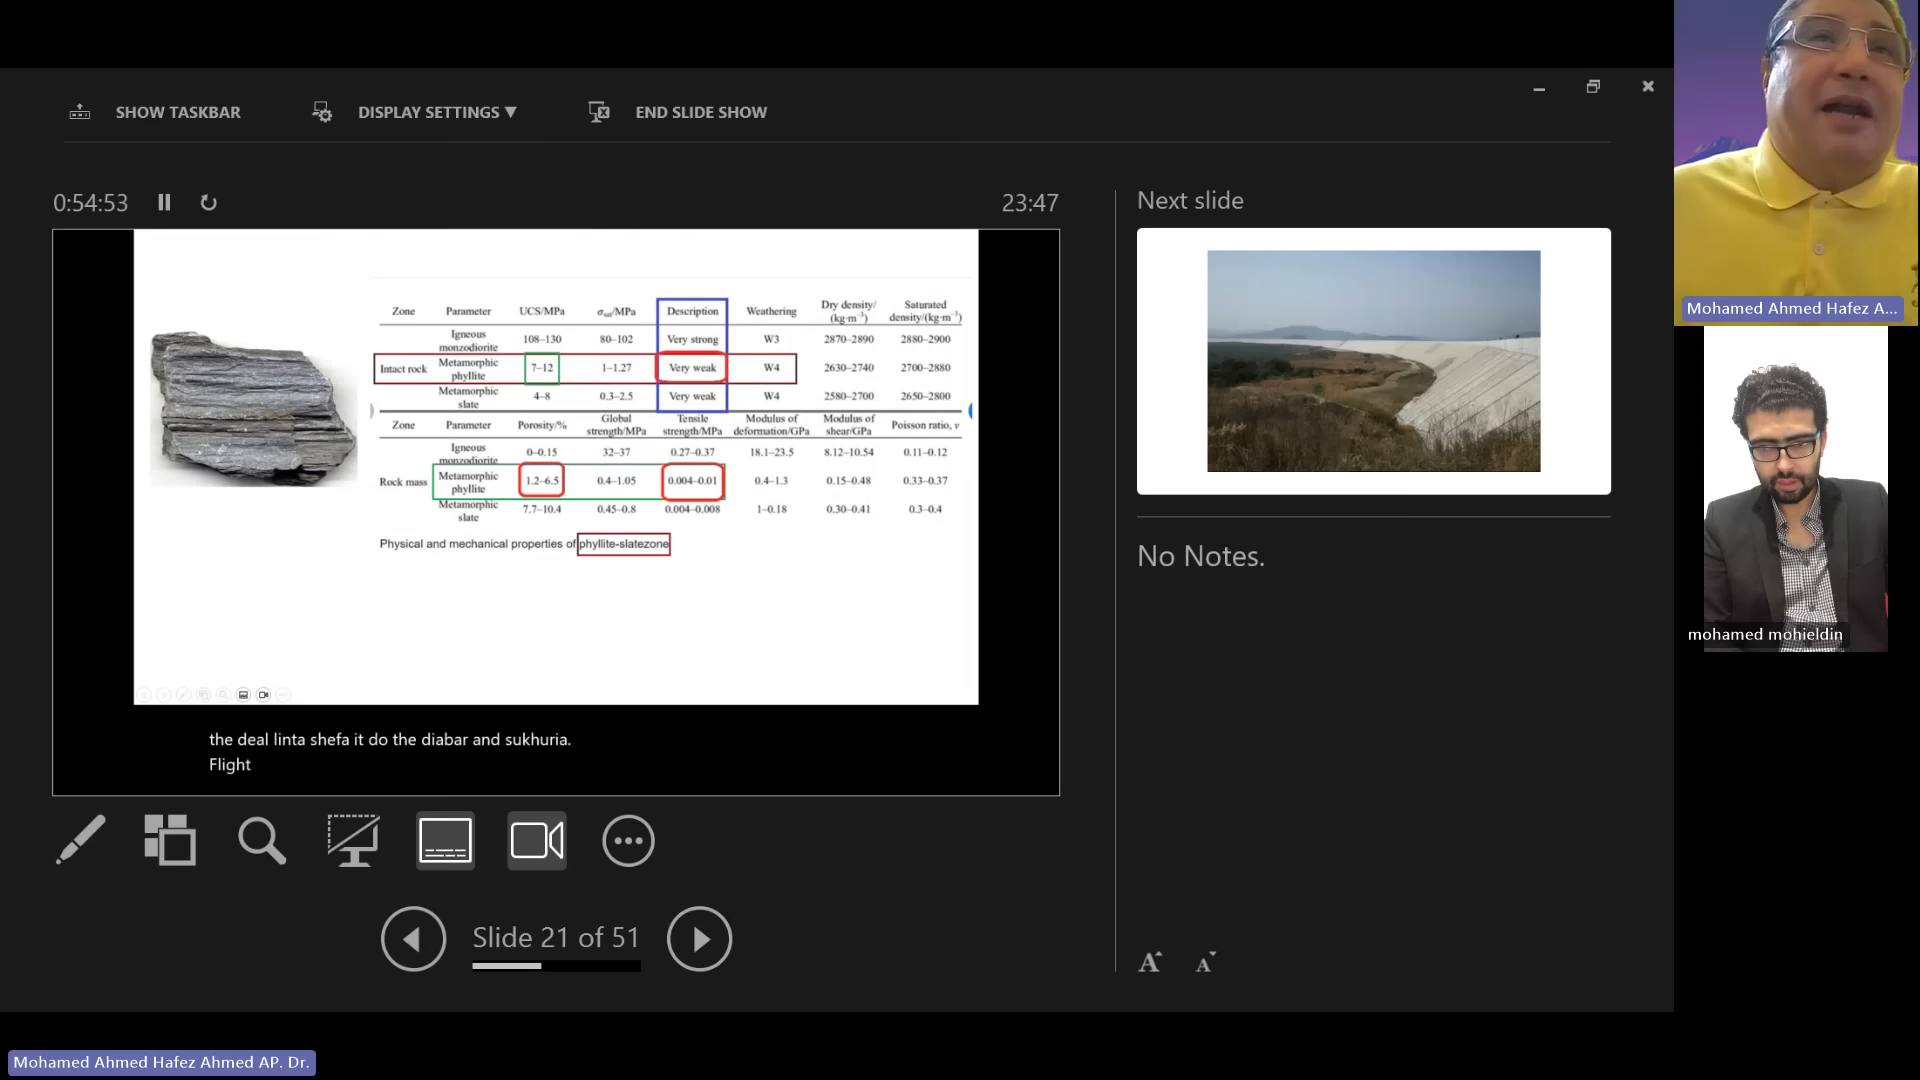 SHOW TASKBAR
DISPLAY SETTINGS ▼
END SLIDE SHOW
0:54:53
23:47
Zone Parameter UCS/MPa σ /MPa Description Weathering Dry density/(kg·m⁻³) Saturated density/(kg·m⁻³)
Igneous monzodiorite 108–130 80–102 Very strong W3 2870–2890 2880–2900
Intact rock Metamorphic phyllite 7–12 1–1.27 Very weak W4 2630–2740 2700–2880
Metamorphic slate 4–8 0.3–2.5 Very weak W4 2580–2700 2650–2800
Zone Parameter Porosity/% Global strength/MPa Tensile strength/MPa Modulus of deformation/GPa Modulus of shear/GPa Poisson ratio, v
Igneous monzodiorite 0–0.15 32–37 0.27–0.37 18.1–23.5 8.12–10.54 0.11–0.12
Rock mass Metamorphic phyllite 1.2–6.5 0.4–1.05 0.004–0.01 0.4–1.3 0.15–0.48 0.33–0.37
Metamorphic slate 7.7–10.4 0.45–0.8 0.004–0.008 1–0.18 0.30–0.41 0.3–0.4
Physical and mechanical properties of phyllite-slatezone
the deal linta shefa it do the diabar and sukhuria.
Flight
Slide 21 of 51
Next slide
No Notes.
A A
Mohamed Ahmed Hafez A...
mohamed mohieldin
Mohamed Ahmed Hafez Ahmed AP. Dr.